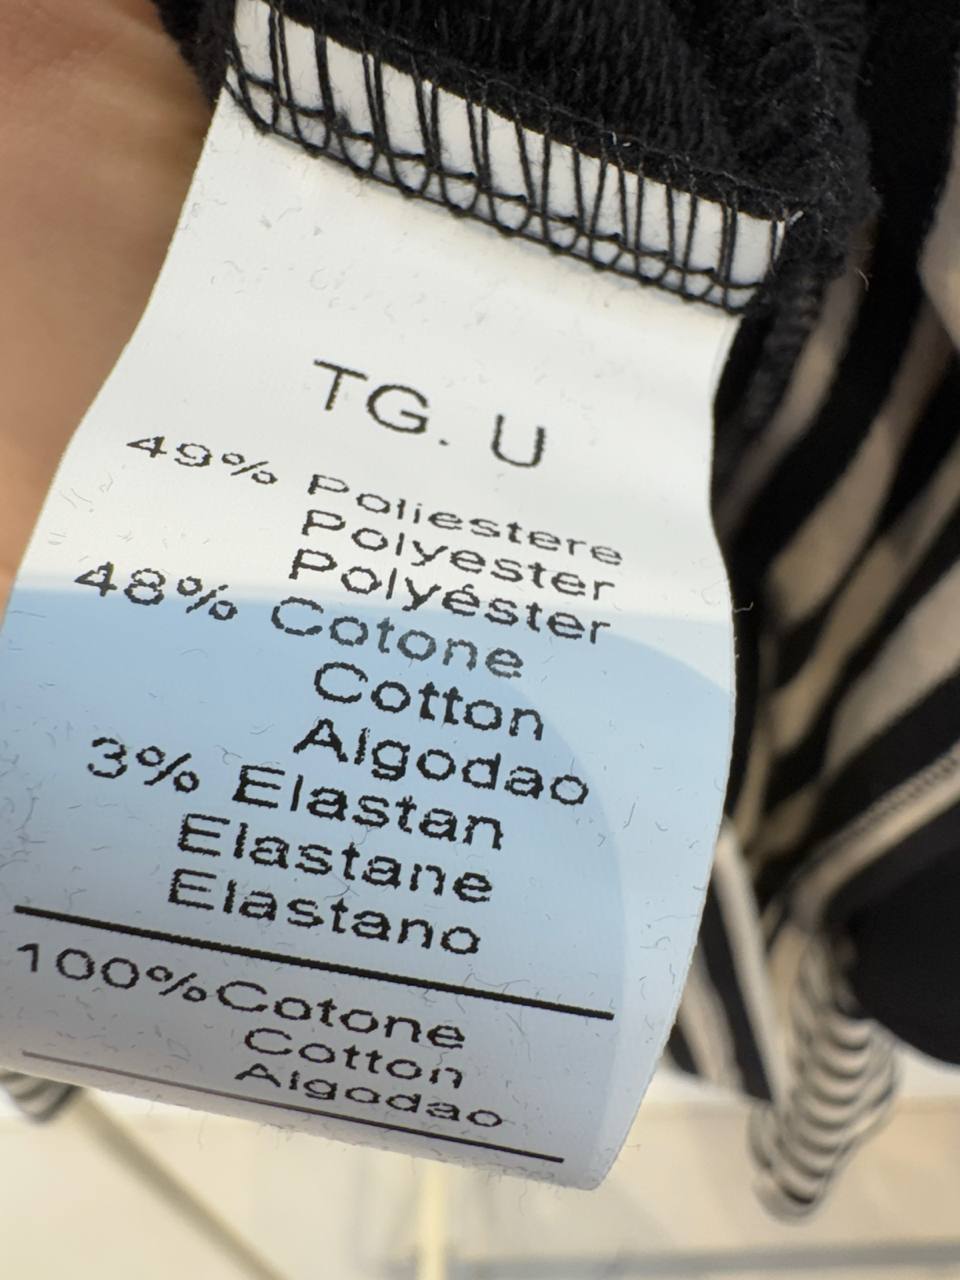 TG. U
49% Poliestere
Polyester
Polyéster
48% Cotone
Cotton
Algodao
3% Elastan
Elastane
Elastano
100%Cotone
Cotton
Algodao